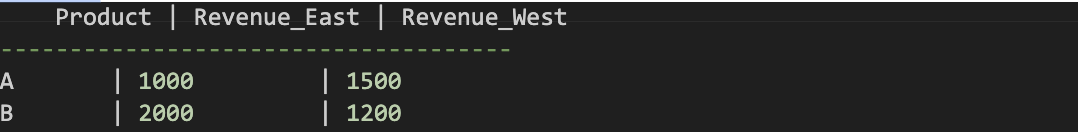 Product | Revenue_East | Revenue_West
-------------------------------------
A        | 1000         | 1500
B        | 2000         | 1200